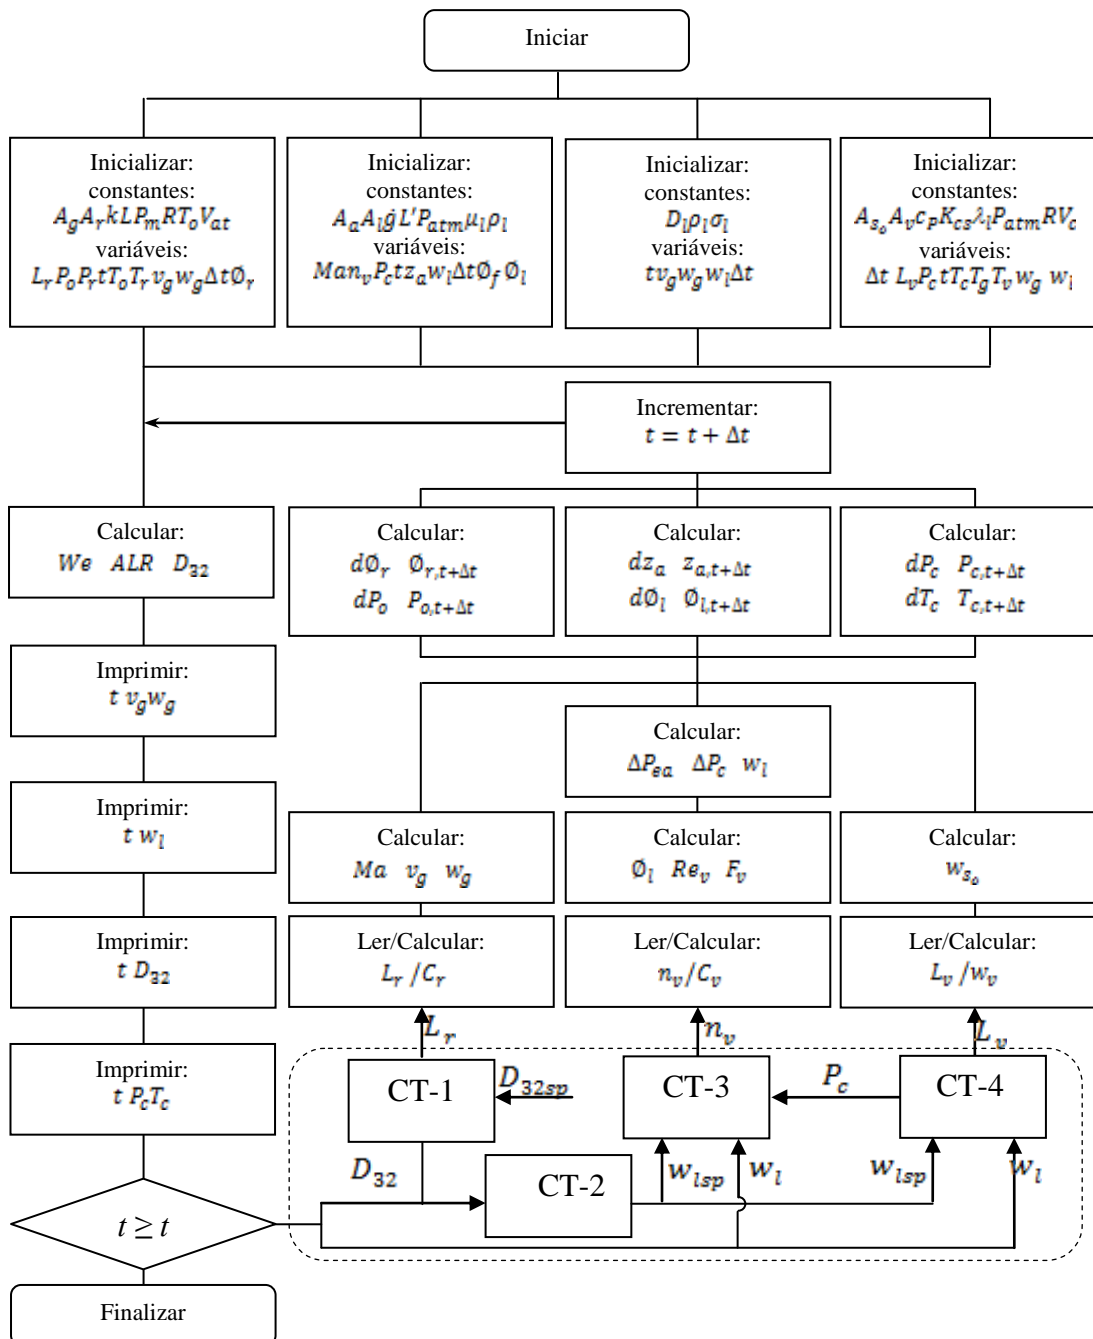 Iniciar
Inicializar:
constantes:
A_g A_r k L P_m R T_o V_at
variáveis:
L_r P_o P_r t T_o T_r v_g w_g Δt Ø_r
Inicializar:
constantes:
A_a A_l ġ L' P_atm μ_l ρ_l
variáveis:
Ma n_v P_c t z_a w_l Δt Ø_f Ø_l
Inicializar:
constantes:
D_l ρ_l σ_l
variáveis:
t v_g w_g w_l Δt
Inicializar:
constantes:
A_so A_v c_P K_cs λ_l P_atm R V_c
variáveis:
Δt L_v P_c t T_c T_g T_v w_g w_l
Incrementar:
t = t + Δt
Calcular:
We ALR D_32
Calcular:
dØ_r Ø_r,t+Δt
dP_o P_o,t+Δt
Calcular:
dz_a z_a,t+Δt
dØ_l Ø_l,t+Δt
Calcular:
dP_c P_c,t+Δt
dT_c T_c,t+Δt
Imprimir:
t v_g w_g
Calcular:
ΔP_ea ΔP_c w_l
Imprimir:
t w_l
Calcular:
Ma v_g w_g
Calcular:
Ø_l Re_v F_v
Calcular:
w_so
Imprimir:
t D_32
Ler/Calcular:
L_r /C_r
Ler/Calcular:
n_v/C_v
Ler/Calcular:
L_v /w_v
L_r
n_v
L_v
Imprimir:
t P_c T_c
CT-1
D_32sp
CT-3
P_c
CT-4
D_32
CT-2
w_lsp
w_l
w_lsp
w_l
t ≥ t
Finalizar